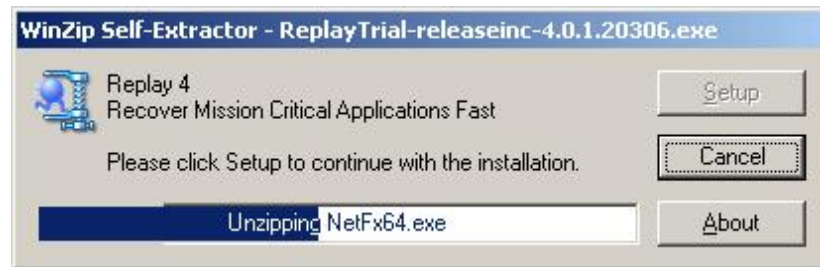 WinZip Self-Extractor - ReplayTrial-releaseinc-4.0.1.20306.exe
Replay 4
Recover Mission Critical Applications Fast
Setup
Please click Setup to continue with the installation.
Cancel
Unzipping NetFx64.exe
About